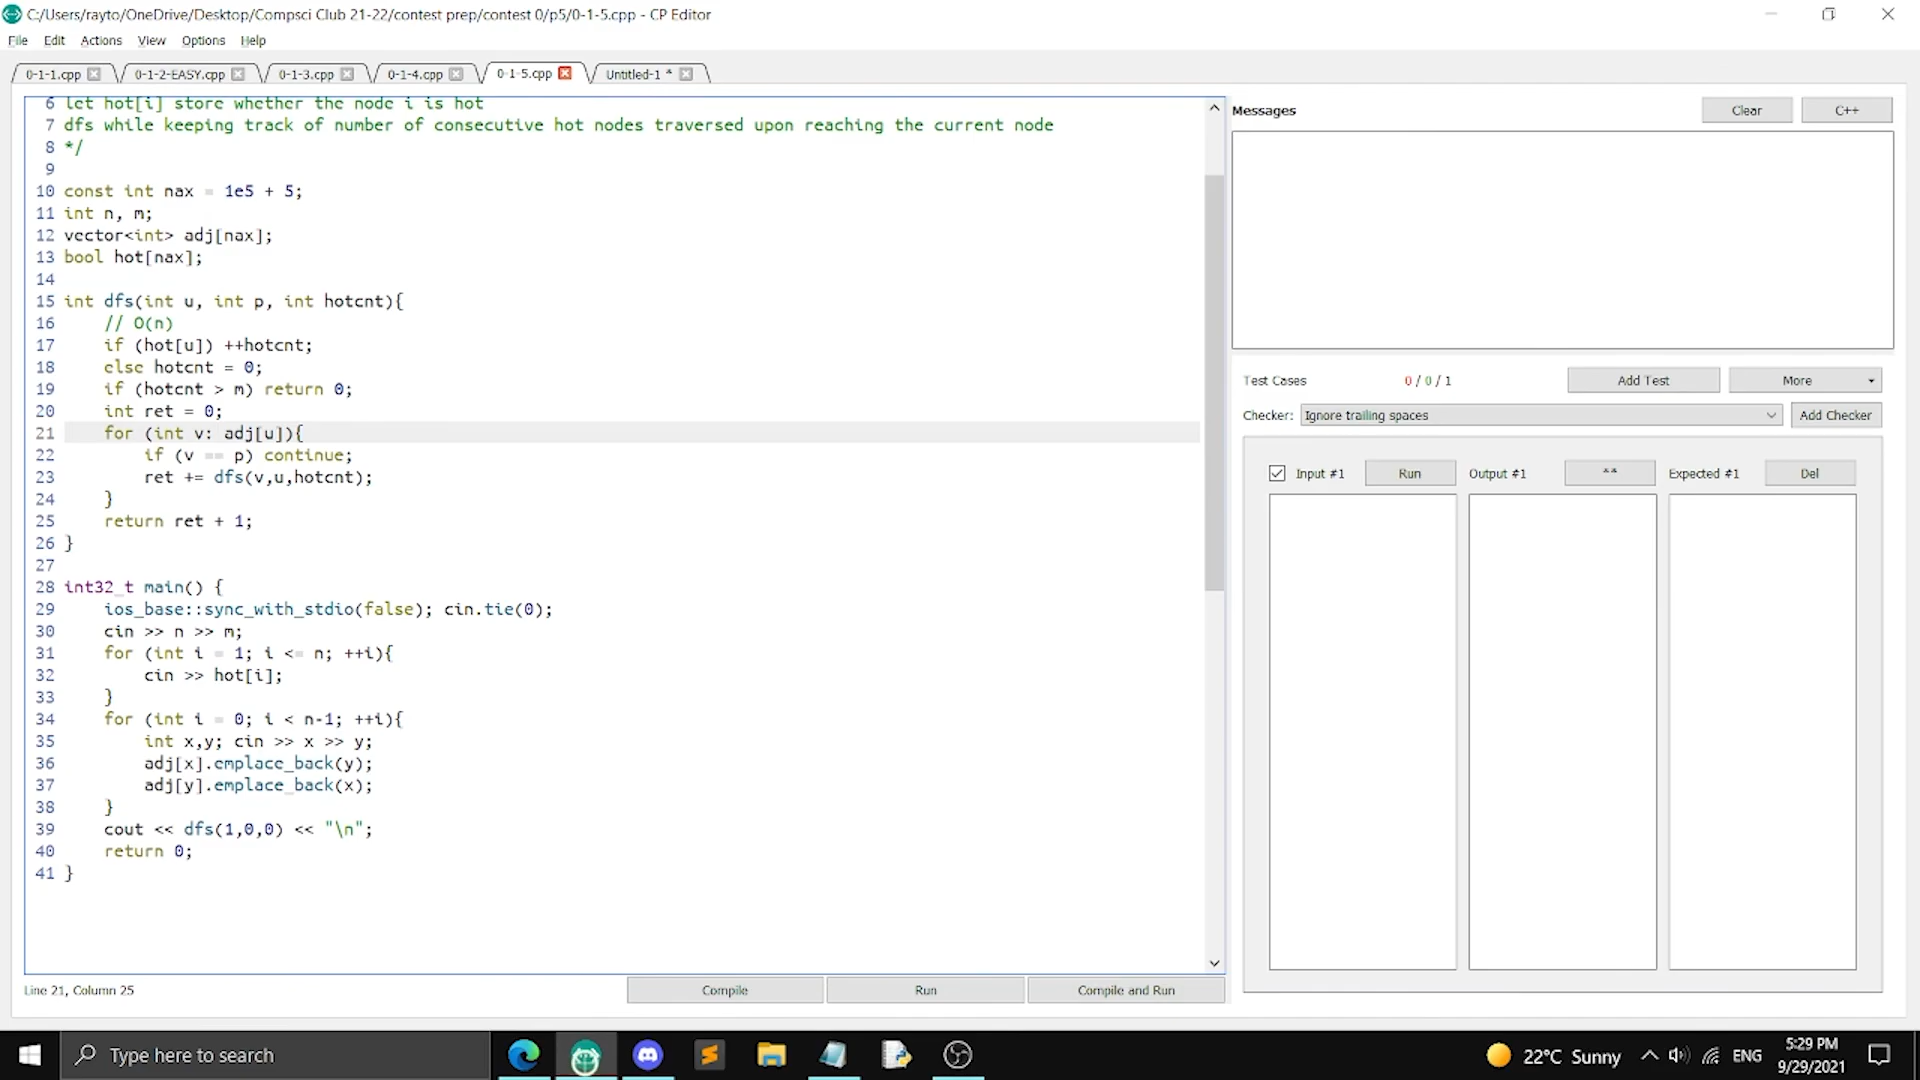 C:/Users/rayto/OneDrive/Desktop/Compsci Club 21-22/contest prep/contest 0/p5/0-1-5.cpp - CP Editor
File Edit Actions View Options Help
0-1-1.cpp 0-1-2-EASY.cpp 0-1-3.cpp 0-1-4.cpp 0-1-5.cpp Untitled-1 *
6 let hot[i] store whether the node i is hot
7 dfs while keeping track of number of consecutive hot nodes traversed upon reaching the current node
8 */
9
10 const int nax = 1e5 + 5;
11 int n, m;
12 vector<int> adj[nax];
13 bool hot[nax];
14
15 int dfs(int u, int p, int hotcnt){
16 // O(n)
17 if (hot[u]) ++hotcnt;
18 else hotcnt = 0;
19 if (hotcnt > m) return 0;
20 int ret = 0;
21 for (int v: adj[u]){
22 if (v == p) continue;
23 ret += dfs(v,u,hotcnt);
24 }
25 return ret + 1;
26 }
27
28 int32_t main() {
29 ios_base::sync_with_stdio(false); cin.tie(0);
30 cin >> n >> m;
31 for (int i = 1; i <= n; ++i){
32 cin >> hot[i];
33 }
34 for (int i = 0; i < n-1; ++i){
35 int x,y; cin >> x >> y;
36 adj[x].emplace_back(y);
37 adj[y].emplace_back(x);
38 }
39 cout << dfs(1,0,0) << "\n";
40 return 0;
41 }
Line 21, Column 25
Compile Run Compile and Run
Messages Clear C++
Test Cases 0 / 0 / 1 Add Test More
Checker: Ignore trailing spaces Add Checker
Input #1 Run Output #1 ** Expected #1 Del
Type here to search
22°C Sunny ENG
5:29 PM
9/29/2021